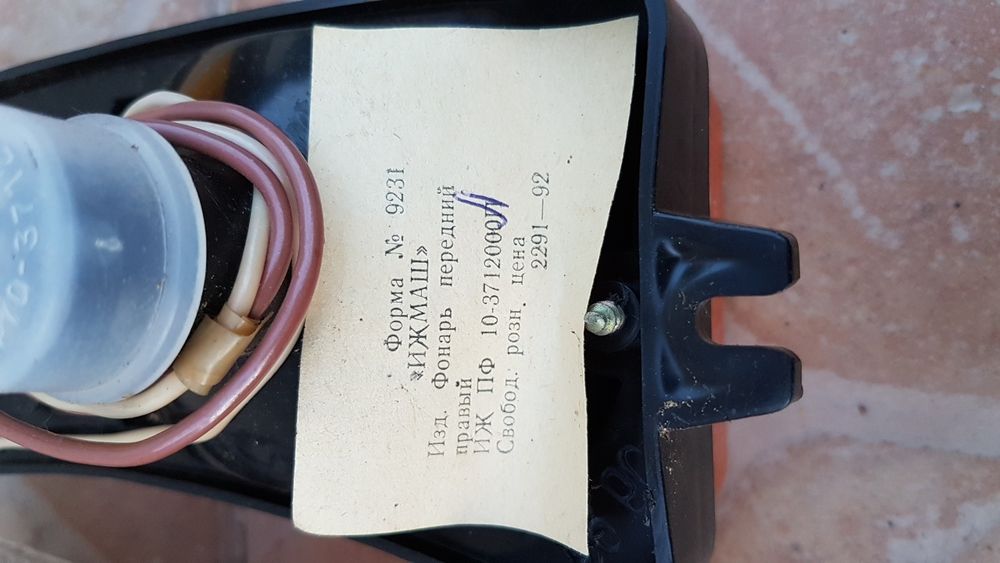 Форма № 9231
«ИЖМАШ»
Изд. Фонарь передний
правый
ИЖ ПФ 10-3712000
Свобод. розн. цена
2291—92